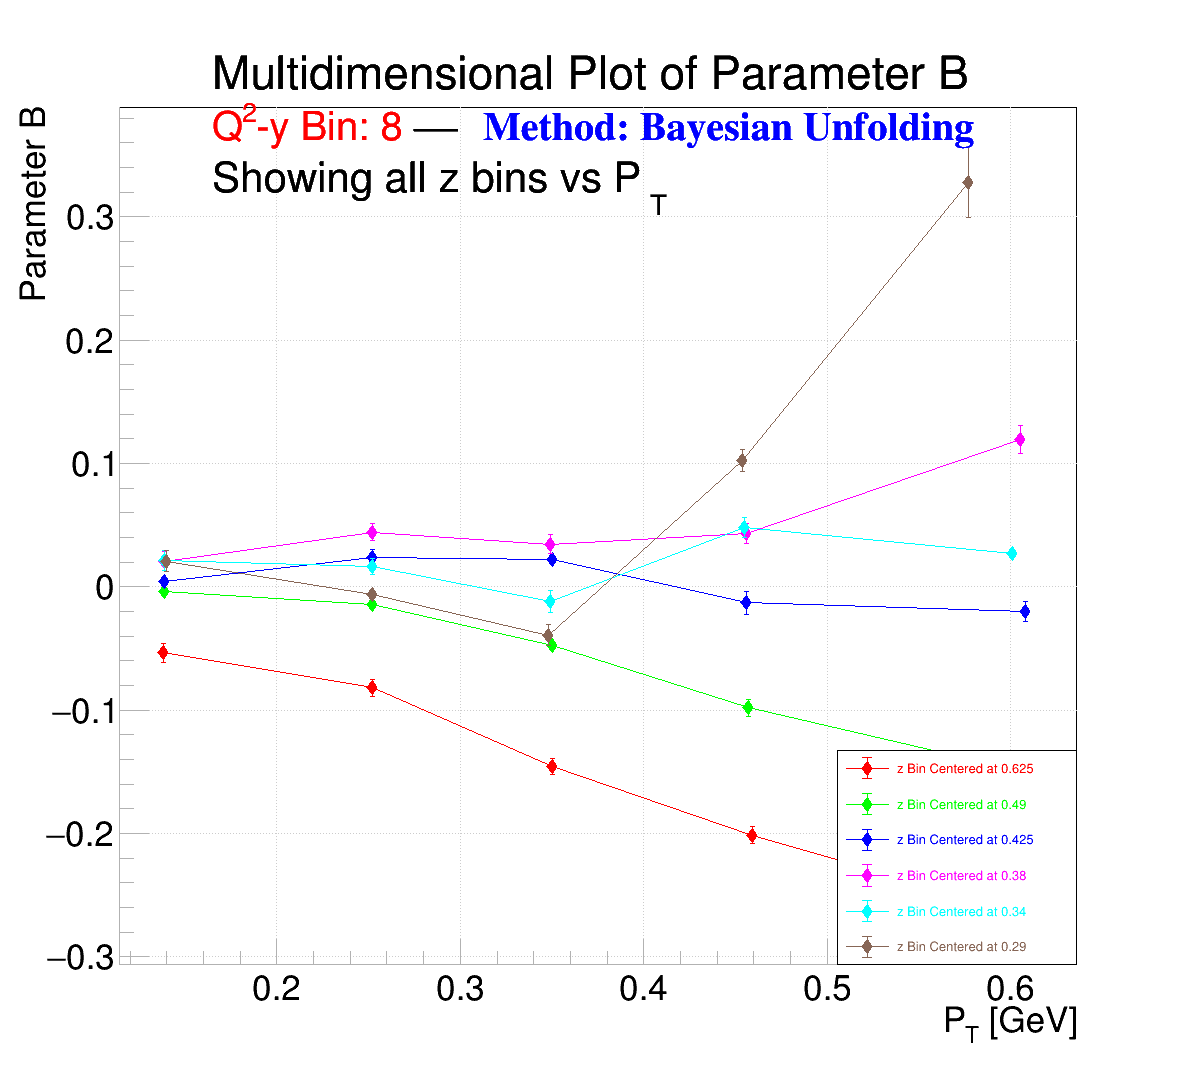 Multidimensional Plot of Parameter B
Q²-y Bin: 8 — Method: Bayesian Unfolding
Showing all z bins vs P_T
Parameter B
0.3
0.2
0.1
0
−0.1
−0.2
−0.3
z Bin Centered at 0.625
z Bin Centered at 0.49
z Bin Centered at 0.425
z Bin Centered at 0.38
z Bin Centered at 0.34
z Bin Centered at 0.29
0.2 0.3 0.4 0.5 0.6
P_T [GeV]